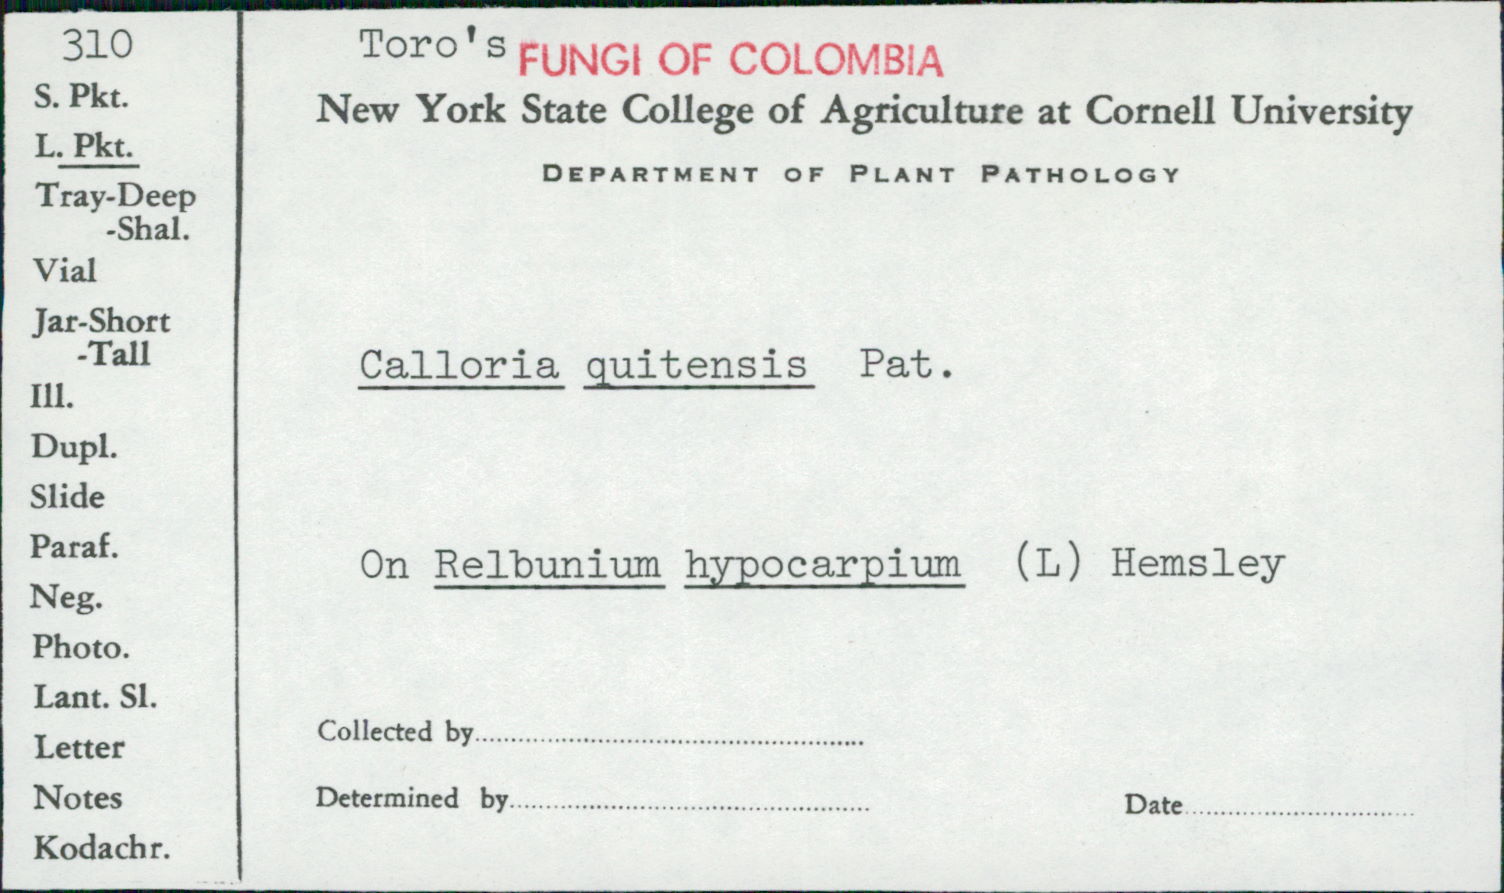 310
S. Pkt.
L. Pkt.
Tray-Deep
-Shal.
Vial
Jar-Short
-Tall
Ill.
Dupl.
Slide
Paraf.
Neg.
Photo.
Lant. Sl.
Letter
Notes
Kodachr.
Toro's FUNGI OF COLOMBIA
New York State College of Agriculture at Cornell University
DEPARTMENT OF PLANT PATHOLOGY
Calloria quitensis Pat.
On Relbunium hypocarpium (L) Hemsley
Collected by
Determined by
Date